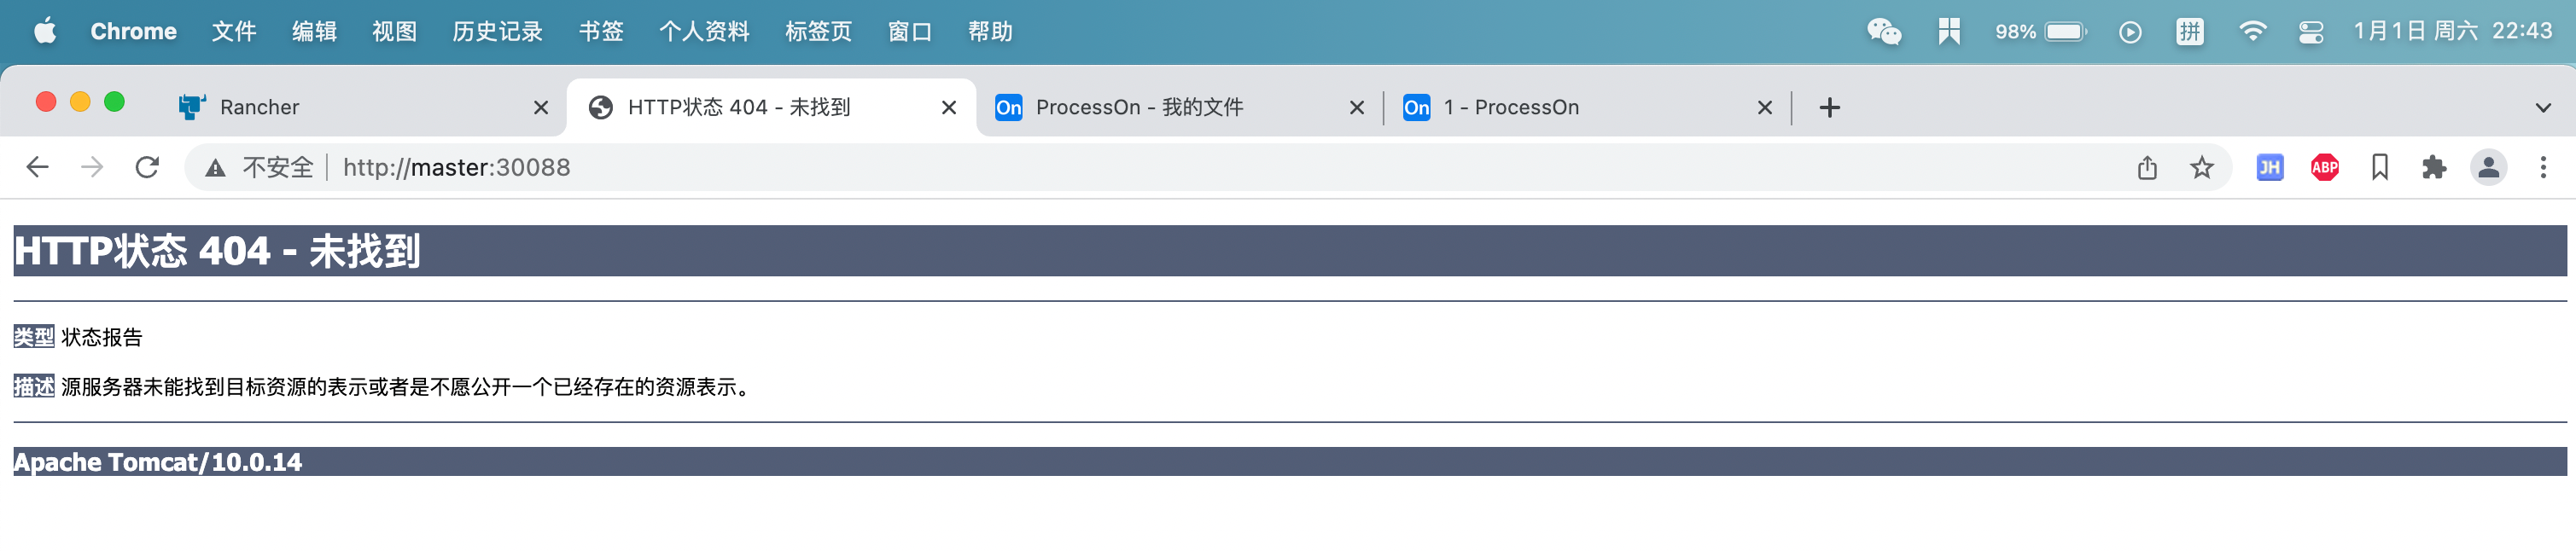 Chrome 文件 编辑 视图 历史记录 书签 个人资料 标签页 窗口 帮助 98% 拼 1月1日 周六 22:43
Rancher HTTP状态 404 - 未找到 On ProcessOn - 我的文件 On 1 - ProcessOn
不安全 http://master:30088 JH ABP
HTTP状态 404 - 未找到
类型 状态报告
描述 源服务器未能找到目标资源的表示或者是不愿公开一个已经存在的资源表示。
Apache Tomcat/10.0.14